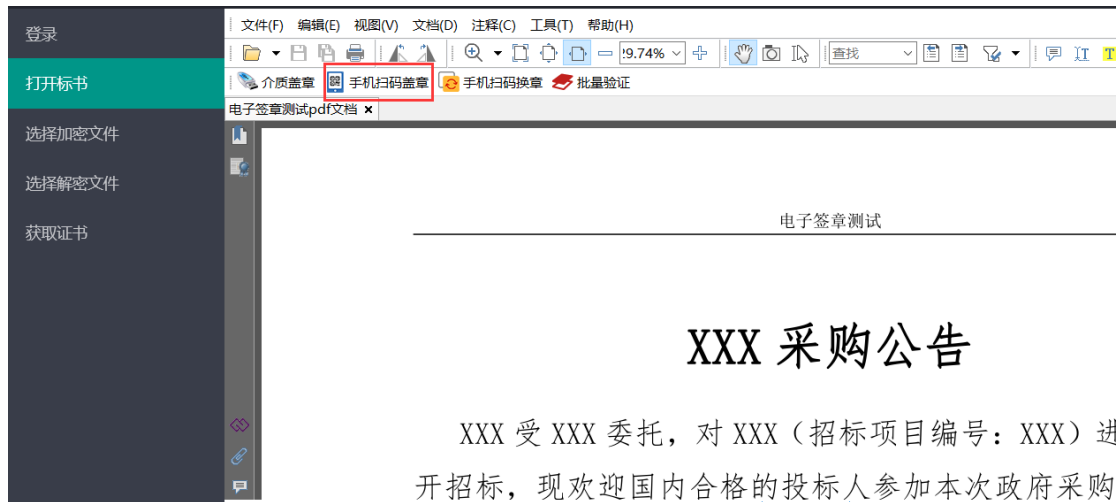 登录
打开标书
选择加密文件
选择解密文件
获取证书
文件(F) 编辑(E) 视图(V) 文档(D) 注释(C) 工具(T) 帮助(H)
9.74% 查找 T
介质盖章 手机扫码盖章 手机扫码换章 批量验证
电子签章测试pdf文档 ×
电子签章测试
XXX 采购公告
XXX 受 XXX 委托，对 XXX（招标项目编号：XXX）进
开招标，现欢迎国内合格的投标人参加本次政府采购